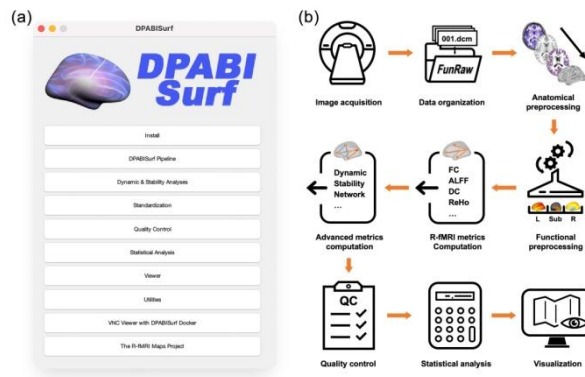 (a)
DPABISurf
DPABI
Surf
Install
DPABISurf Pipeline
Dynamic & Stability Analyses
Standardization
Quality Control
Statistical Analysis
Viewer
Utilities
VNC Viewer with DPABISurf Docker
The R-fMRI Maps Project
(b)
001.dcm
FunRaw
Image acquisition
Data organization
Anatomical
preprocessing
Dynamic
Stability
Network
...
FC
ALFF
DC
ReHo
...
L Sub R
Advanced metrics
computation
R-fMRI metrics
Computation
Functional
preprocessing
QC
Quality control
Statistical analysis
Visualization